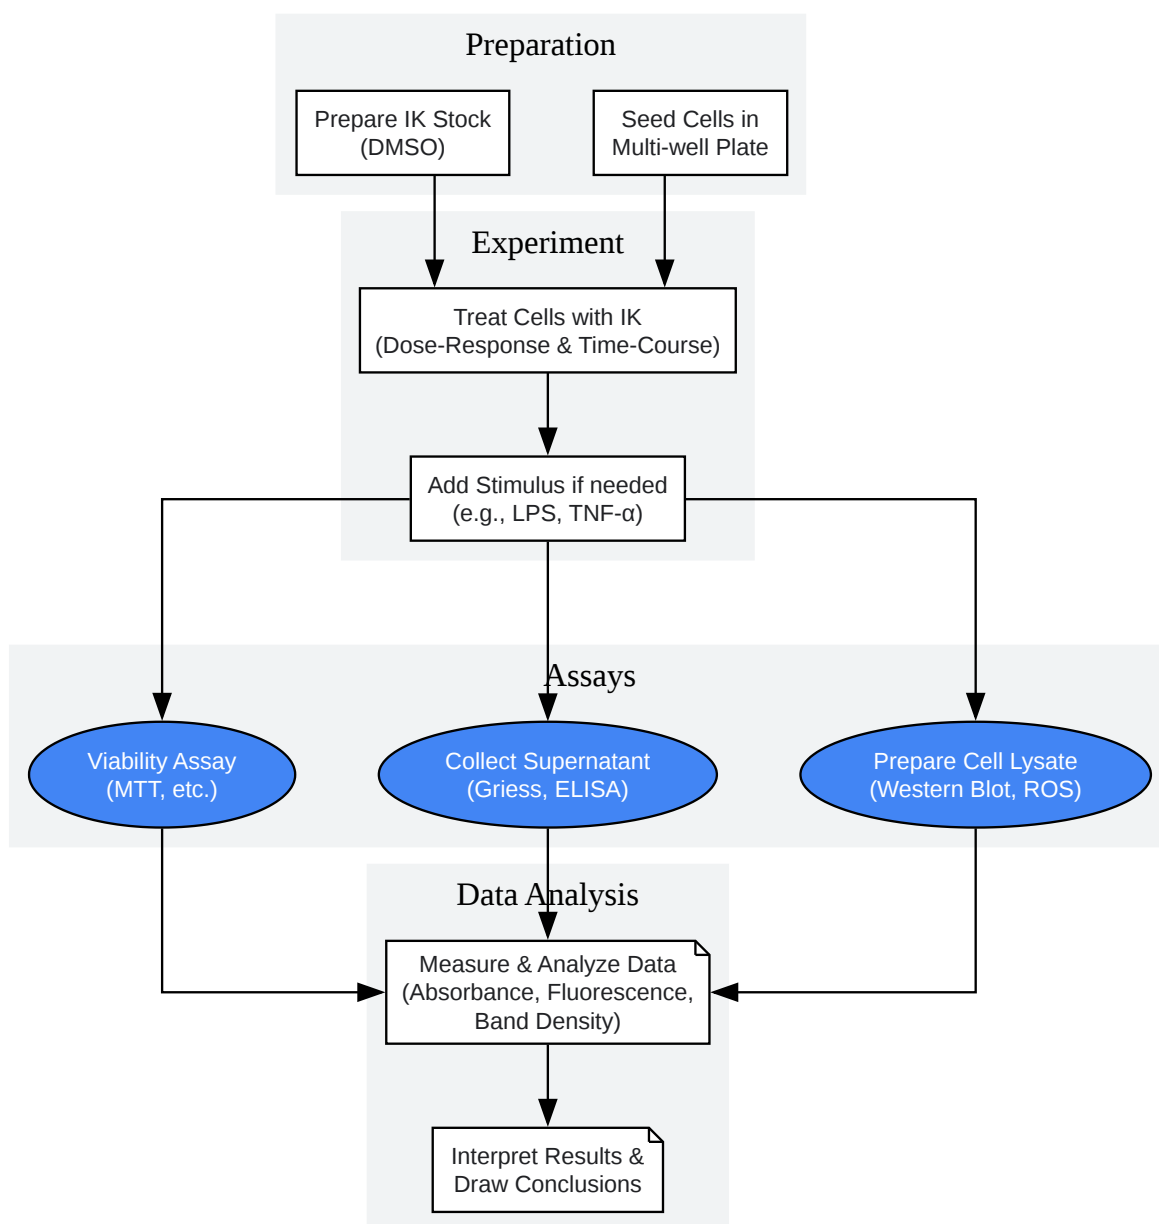 Preparation
Prepare IK Stock
(DMSO)
Seed Cells in
Multi-well Plate
Experiment
Treat Cells with IK
(Dose-Response & Time-Course)
Add Stimulus if needed
(e.g., LPS, TNF-α)
Assays
Viability Assay
(MTT, etc.)
Collect Supernatant
(Griess, ELISA)
Prepare Cell Lysate
(Western Blot, ROS)
Data Analysis
Measure & Analyze Data
(Absorbance, Fluorescence,
Band Density)
Interpret Results &
Draw Conclusions